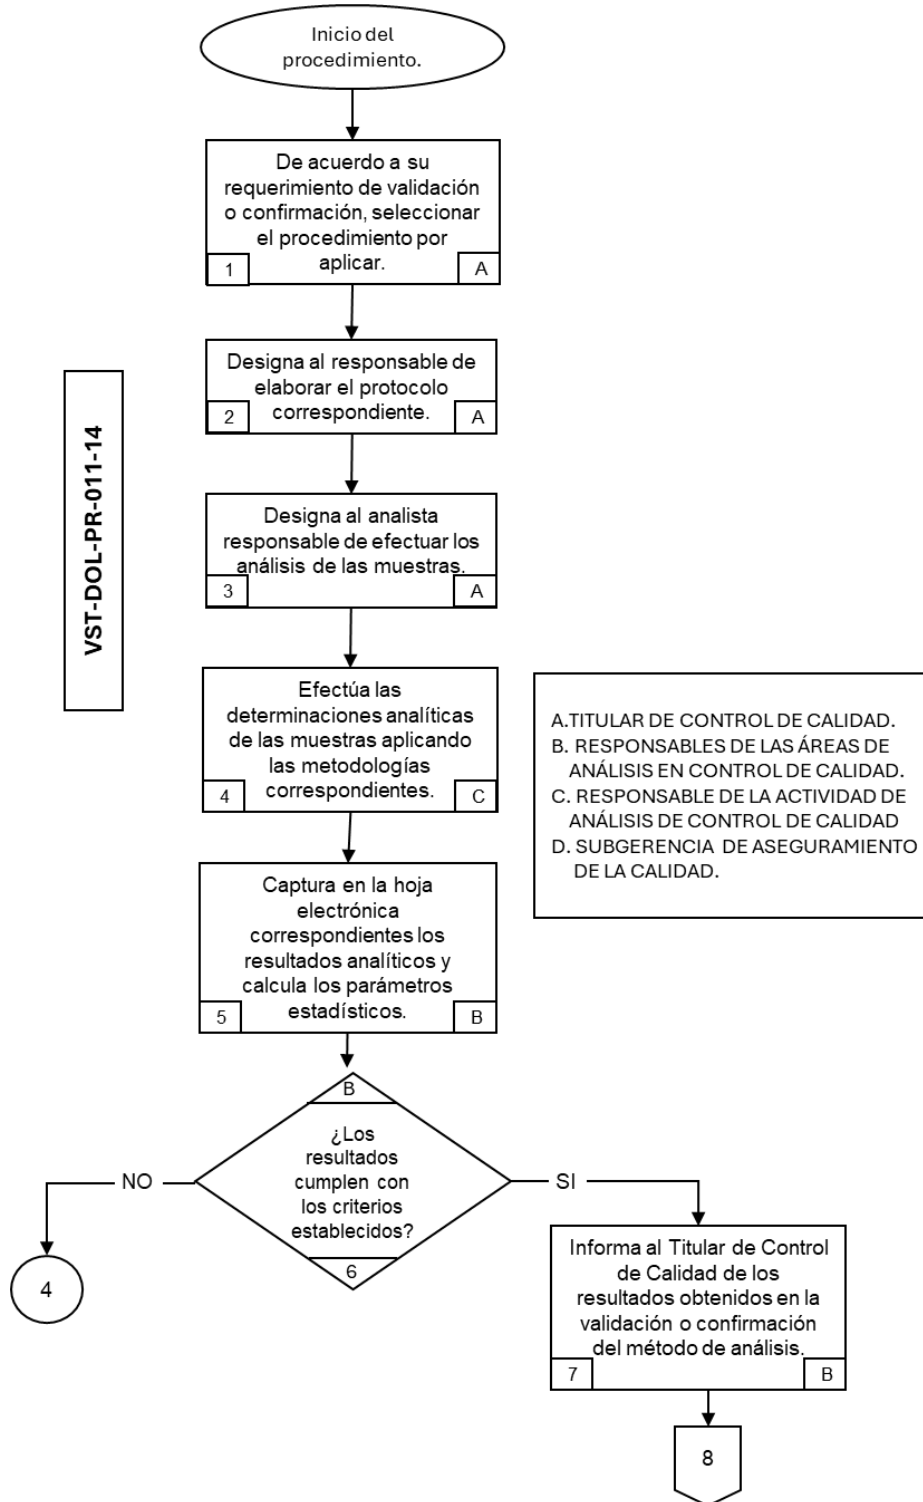 Inicio del
procedimiento.
De acuerdo a su
requerimiento de validación
o confirmación, seleccionar
el procedimiento por
aplicar.
1
A
Designa al responsable de
elaborar el protocolo
correspondiente.
2
A
VST-DOL-PR-011-14
Designa al analista
responsable de efectuar los
análisis de las muestras.
3
A
Efectúa las
determinaciones analíticas
de las muestras aplicando
las metodologías
correspondientes.
4
C
A.TITULAR DE CONTROL DE CALIDAD.
B. RESPONSABLES DE LAS ÁREAS DE
ANÁLISIS EN CONTROL DE CALIDAD.
C. RESPONSABLE DE LA ACTIVIDAD DE
ANÁLISIS DE CONTROL DE CALIDAD
D. SUBGERENCIA DE ASEGURAMIENTO
DE LA CALIDAD.
Captura en la hoja
electrónica
correspondientes los
resultados analíticos y
calcula los parámetros
estadísticos.
5
B
B
¿Los
resultados
cumplen con
los criterios
establecidos?
6
NO
SI
4
Informa al Titular de Control
de Calidad de los
resultados obtenidos en la
validación o confirmación
del método de análisis.
7
B
8